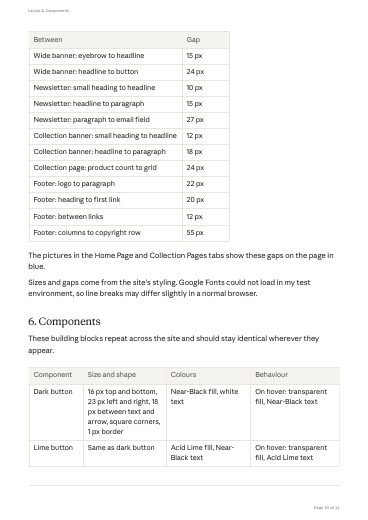 Layout & Components
Between Gap
Wide banner: eyebrow to headline 15 px
Wide banner: headline to button 24 px
Newsletter: small heading to headline 10 px
Newsletter: headline to paragraph 15 px
Newsletter: paragraph to email field 27 px
Collection banner: small heading to headline 12 px
Collection banner: headline to paragraph 18 px
Collection page: product count to grid 24 px
Footer: logo to paragraph 22 px
Footer: heading to first link 20 px
Footer: between links 12 px
Footer: columns to copyright row 55 px
The pictures in the Home Page and Collection Pages tabs show these gaps on the page in
blue.
Sizes and gaps come from the site's styling. Google Fonts could not load in my test
environment, so line breaks may differ slightly in a normal browser.
6. Components
These building blocks repeat across the site and should stay identical wherever they
appear.
Component Size and shape Colours Behaviour
Dark button 16 px top and bottom, Near-Black fill, white On hover: transparent
23 px left and right, 18 text fill, Near-Black text
px between text and
arrow, square corners,
1 px border
Lime button Same as dark button Acid Lime fill, Near- On hover: transparent
Black text fill, Acid Lime text
Page 10 of 12